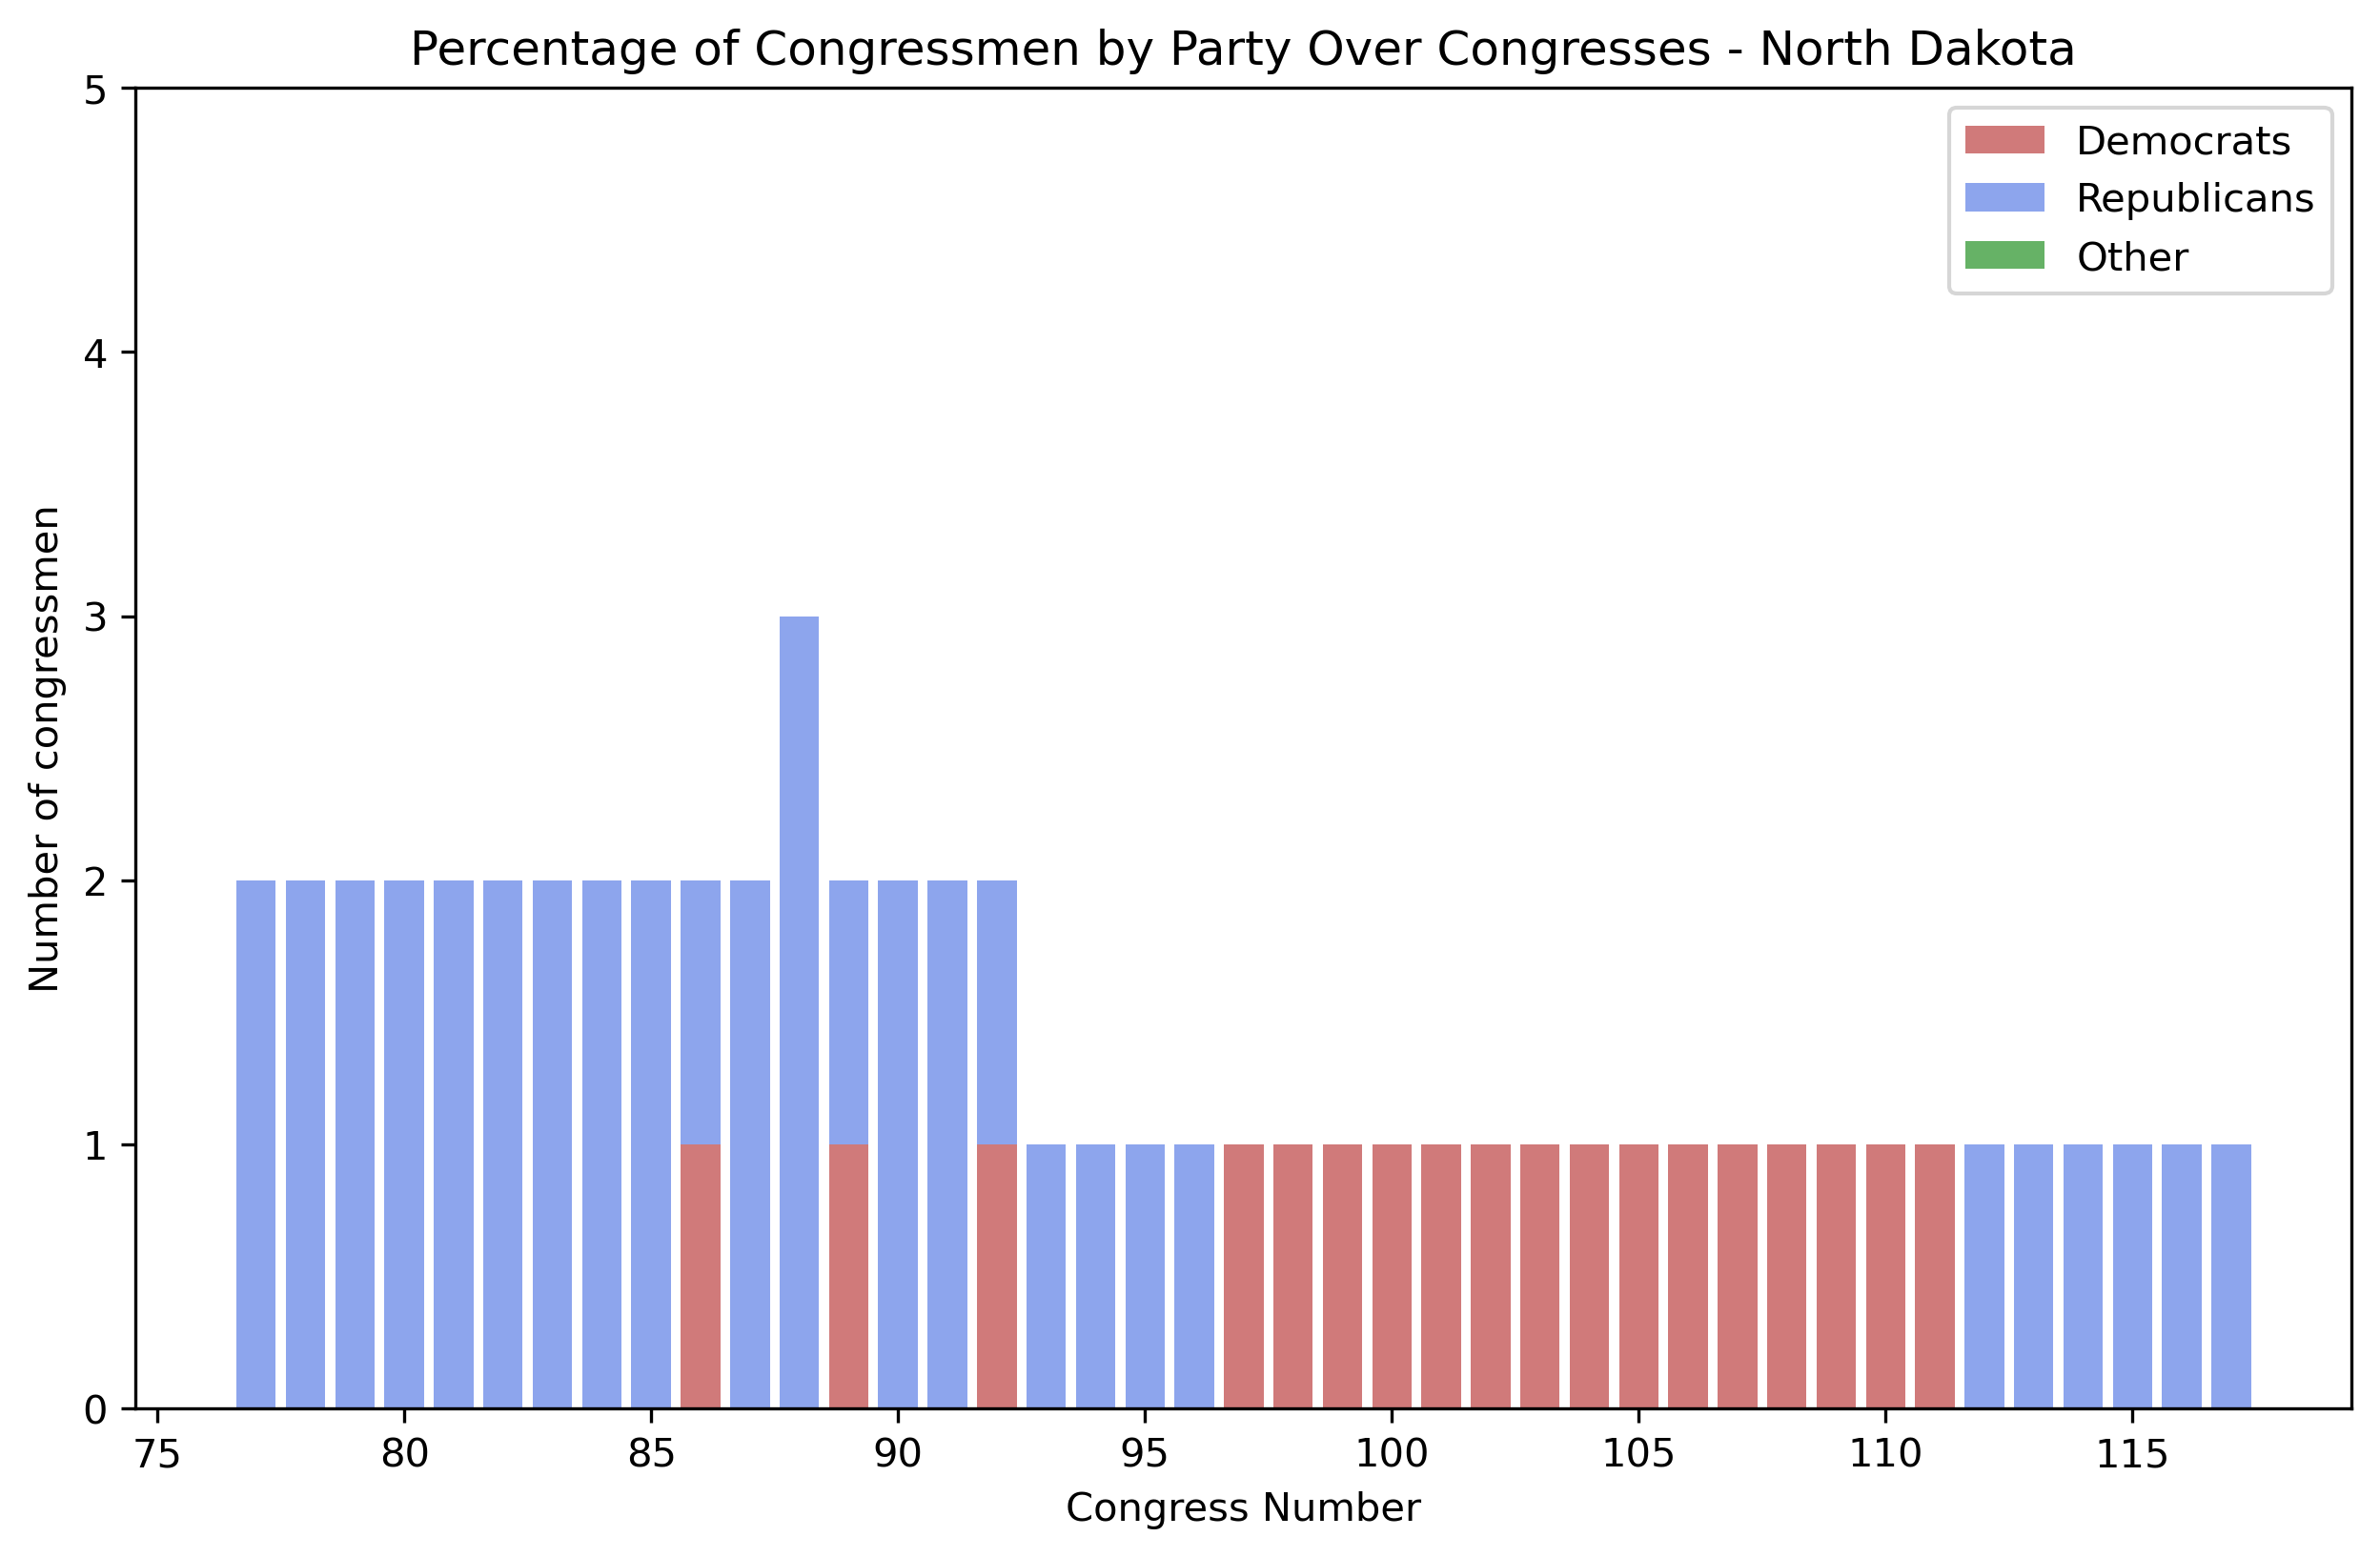 Percentage of Congressmen by Party Over Congresses - North Dakota
Democrats
Republicans
Other
Number of congressmen
5
4
3
2
1
0
75 80 85 90 95 100 105 110 115
Congress Number